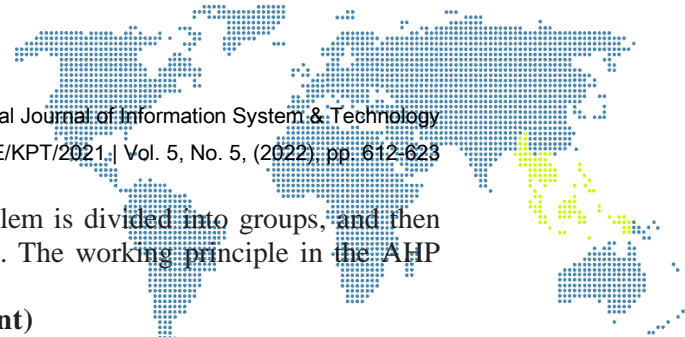 al Journal of Information System & Technology
E/KPT/2021 | Vol. 5, No. 5, (2022), pp. 612-623
lem is divided into groups, and then
. The working principle in the AHP
nt)